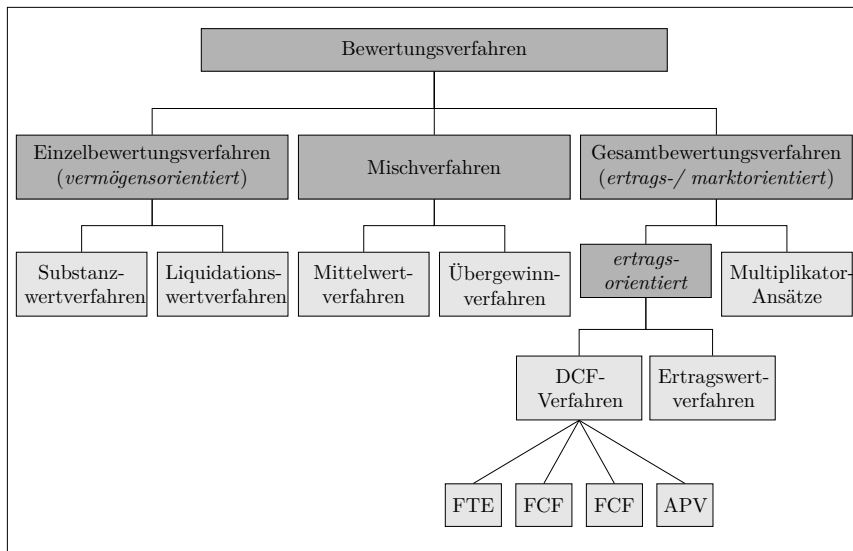 Bewertungsverfahren
Einzelbewertungsverfahren
(vermögensorientiert)
Mischverfahren
Gesamtbewertungsverfahren
(ertrags-/ marktorientiert)
Substanz-
wertverfahren
Liquidations-
wertverfahren
Mittelwert-
verfahren
Übergewinn-
verfahren
ertrags-
orientiert
Multiplikator-
Ansätze
DCF-
Verfahren
Ertragswert-
verfahren
FTE
FCF
FCF
APV